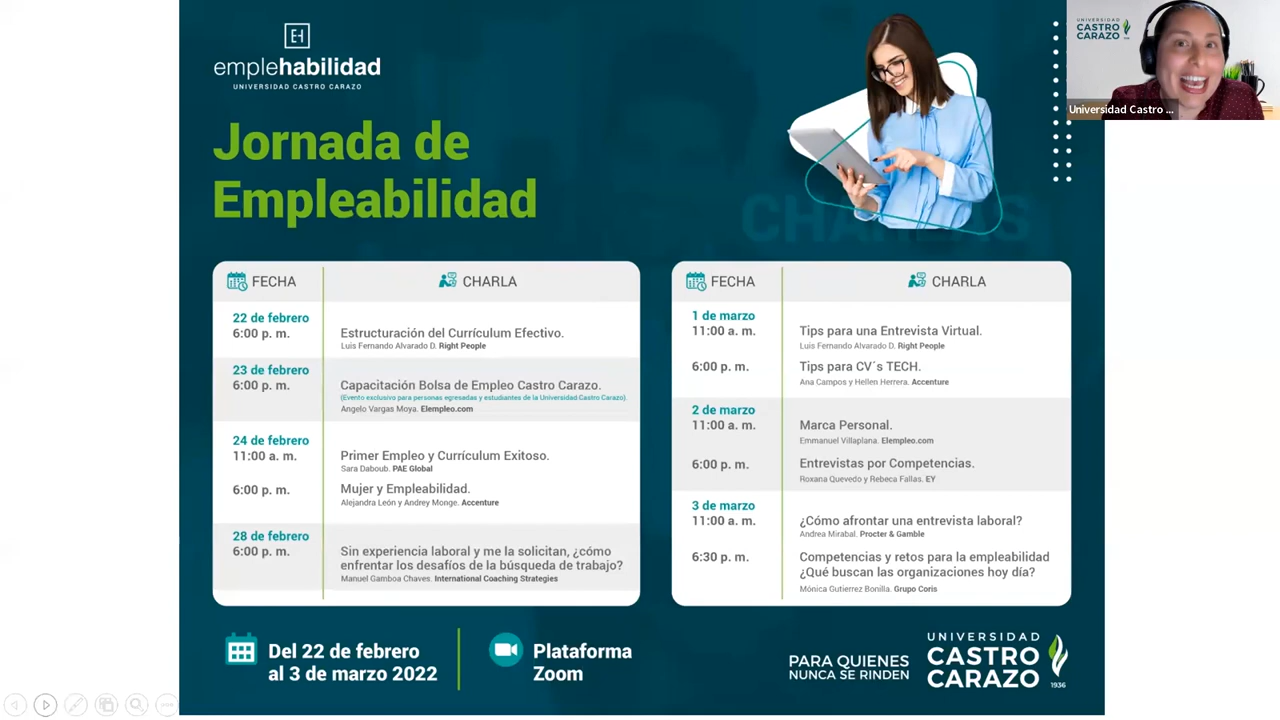 EH
emplehabilidad
UNIVERSIDAD CASTRO CARAZO
Jornada de
Empleabilidad
CHARLAS
UNIVERSIDAD
CASTRO
CARAZO
Universidad Castro ...
FECHA
CHARLA
22 de febrero
6:00 p. m.
Estructuración del Currículum Efectivo.
Luis Fernando Alvarado D. Right People
23 de febrero
6:00 p. m.
Capacitación Bolsa de Empleo Castro Carazo.
(Evento exclusivo para personas egresadas y estudiantes de la Universidad Castro Carazo).
Angelo Vargas Moya. Elempleo.com
24 de febrero
11:00 a. m.
Primer Empleo y Currículum Exitoso.
Sara Daboub. PAE Global
6:00 p. m.
Mujer y Empleabilidad.
Alejandra León y Andrey Monge. Accenture
28 de febrero
6:00 p. m.
Sin experiencia laboral y me la solicitan, ¿cómo
enfrentar los desafíos de la búsqueda de trabajo?
Manuel Gamboa Chaves. International Coaching Strategies
FECHA
CHARLA
1 de marzo
11:00 a. m.
Tips para una Entrevista Virtual.
Luis Fernando Alvarado D. Right People
6:00 p. m.
Tips para CV´s TECH.
Ana Campos y Hellen Herrera. Accenture
2 de marzo
11:00 a. m.
Marca Personal.
Emmanuel Villaplana. Elempleo.com
6:00 p. m.
Entrevistas por Competencias.
Roxana Quevedo y Rebeca Fallas. EY
3 de marzo
11:00 a. m.
¿Cómo afrontar una entrevista laboral?
Andrea Mirabal. Procter & Gamble
6:30 p. m.
Competencias y retos para la empleabilidad
¿Qué buscan las organizaciones hoy día?
Mónica Gutierrez Bonilla. Grupo Coris
Del 22 de febrero
al 3 de marzo 2022
Plataforma
Zoom
PARA QUIENES
NUNCA SE RINDEN
UNIVERSIDAD
CASTRO
CARAZO
1936